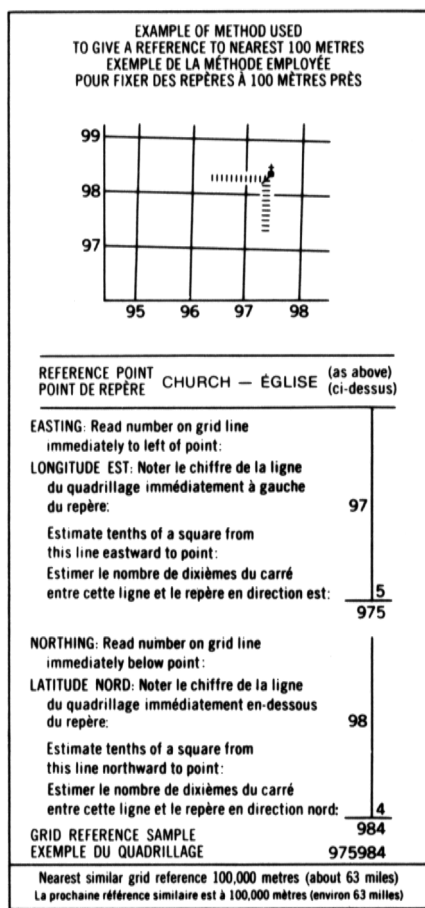 EXAMPLE OF METHOD USED
TO GIVE A REFERENCE TO NEAREST 100 METRES
EXEMPLE DE LA MÉTHODE EMPLOYÉE
POUR FIXER DES REPÈRES À 100 MÈTRES PRÈS
99
98
97
95 96 97 98
REFERENCE POINT
POINT DE REPÈRE CHURCH — ÉGLISE (as above)
(ci-dessus)
EASTING: Read number on grid line
immediately to left of point:
LONGITUDE EST: Noter le chiffre de la ligne
du quadrillage immédiatement à gauche
du repère: 97
Estimate tenths of a square from
this line eastward to point:
Estimer le nombre de dixièmes du carré
entre cette ligne et le repère en direction est: 5
975
NORTHING: Read number on grid line
immediately below point:
LATITUDE NORD: Noter le chiffre de la ligne
du quadrillage immédiatement en-dessous
du repère: 98
Estimate tenths of a square from
this line northward to point:
Estimer le nombre de dixièmes du carré
entre cette ligne et le repère en direction nord: 4
984
GRID REFERENCE SAMPLE
EXEMPLE DU QUADRILLAGE 975984
Nearest similar grid reference 100,000 metres (about 63 miles)
La prochaine référence similaire est à 100,000 mètres (environ 63 milles)